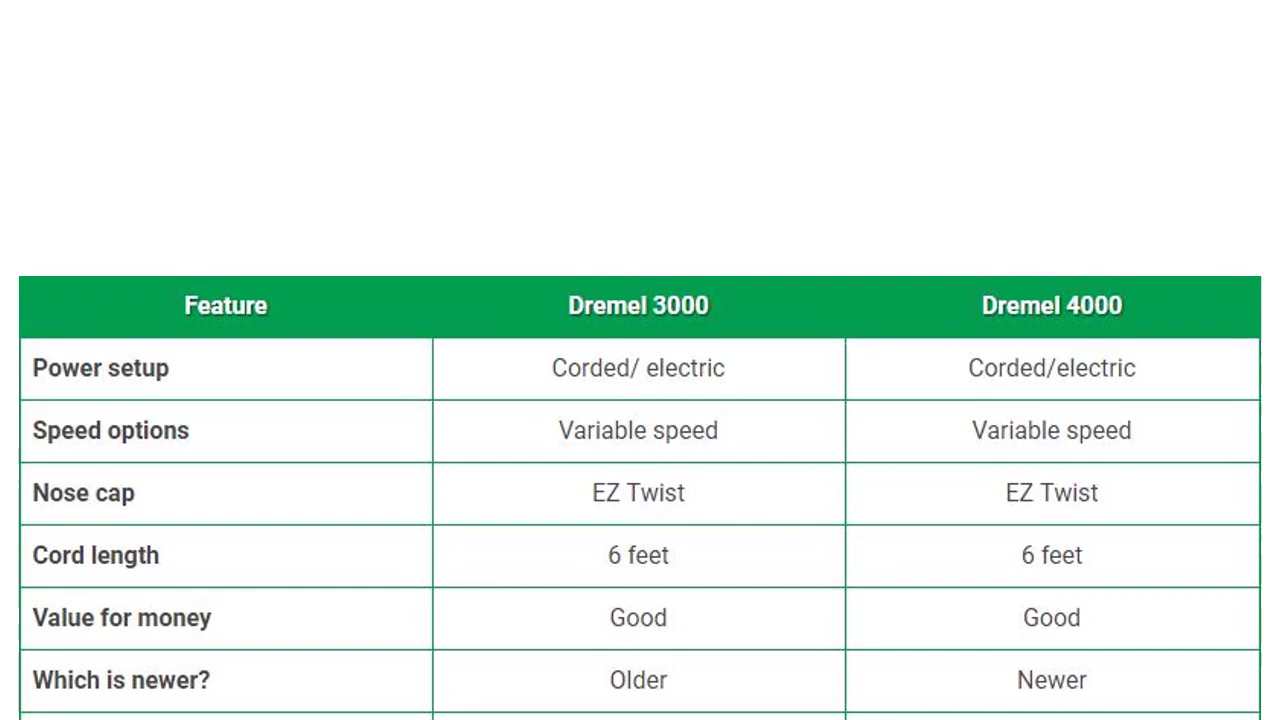 Feature Dremel 3000 Dremel 4000
Power setup Corded/ electric Corded/electric
Speed options Variable speed Variable speed
Nose cap EZ Twist EZ Twist
Cord length 6 feet 6 feet
Value for money Good Good
Which is newer? Older Newer